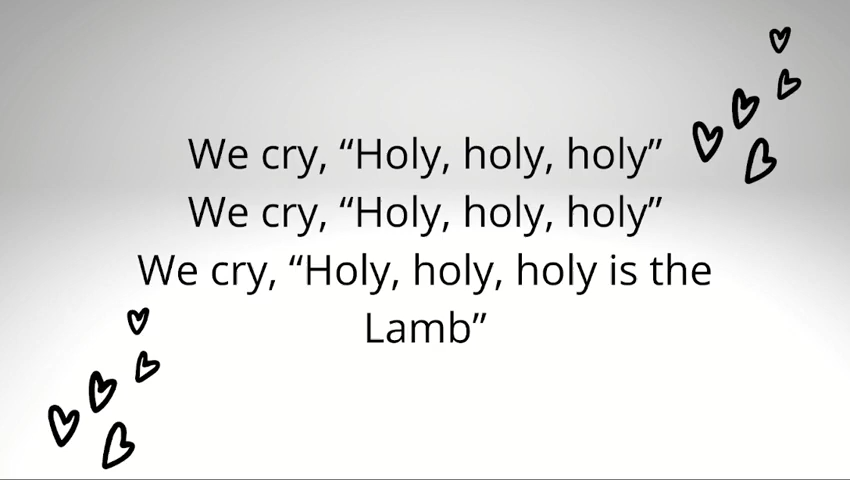 We cry, “Holy, holy, holy”
We cry, “Holy, holy, holy”
We cry, “Holy, holy, holy is the
Lamb”